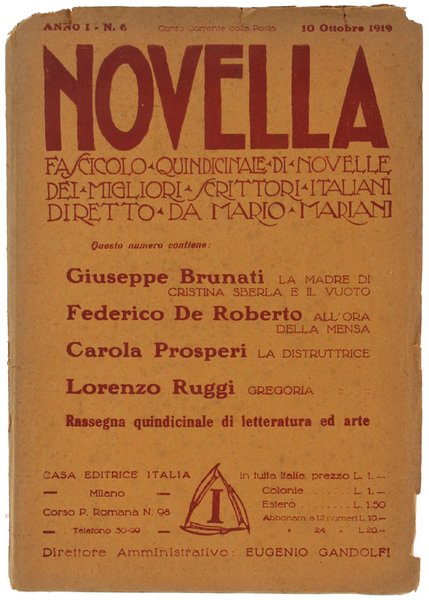 ANNO I - N. 6 Conto Corrente colla Posta 10 Ottobre 1919
NOVELLA
FASCICOLO QUINDICINALE DI NOVELLE
DEI MIGLIORI SCRITTORI ITALIANI
DIRETTO DA MARIO MARIANI
Questo numero contiene:
Giuseppe Brunati LA MADRE DI
CRISTINA SBERLA E IL VUOTO
Federico De Roberto ALL'ORA
DELLA MENSA
Carola Prosperi LA DISTRUTTRICE
Lorenzo Ruggi GREGORIA :: ::
Rassegna quindicinale di letteratura ed arte
CASA EDITRICE ITALIA
— Milano —
Corso P. Romana N. 98
— Telefono 30-99 —
I
in tutta Italia, prezzo L. 1.—
Colonie . . . . . . . . L. 1.—
Estero . . . . . . . . L. 1.50
Abbonam. a 12 numeri L. 10.—
" 24 " L. 20.—
Direttore Amministrativo: EUGENIO GANDOLFI